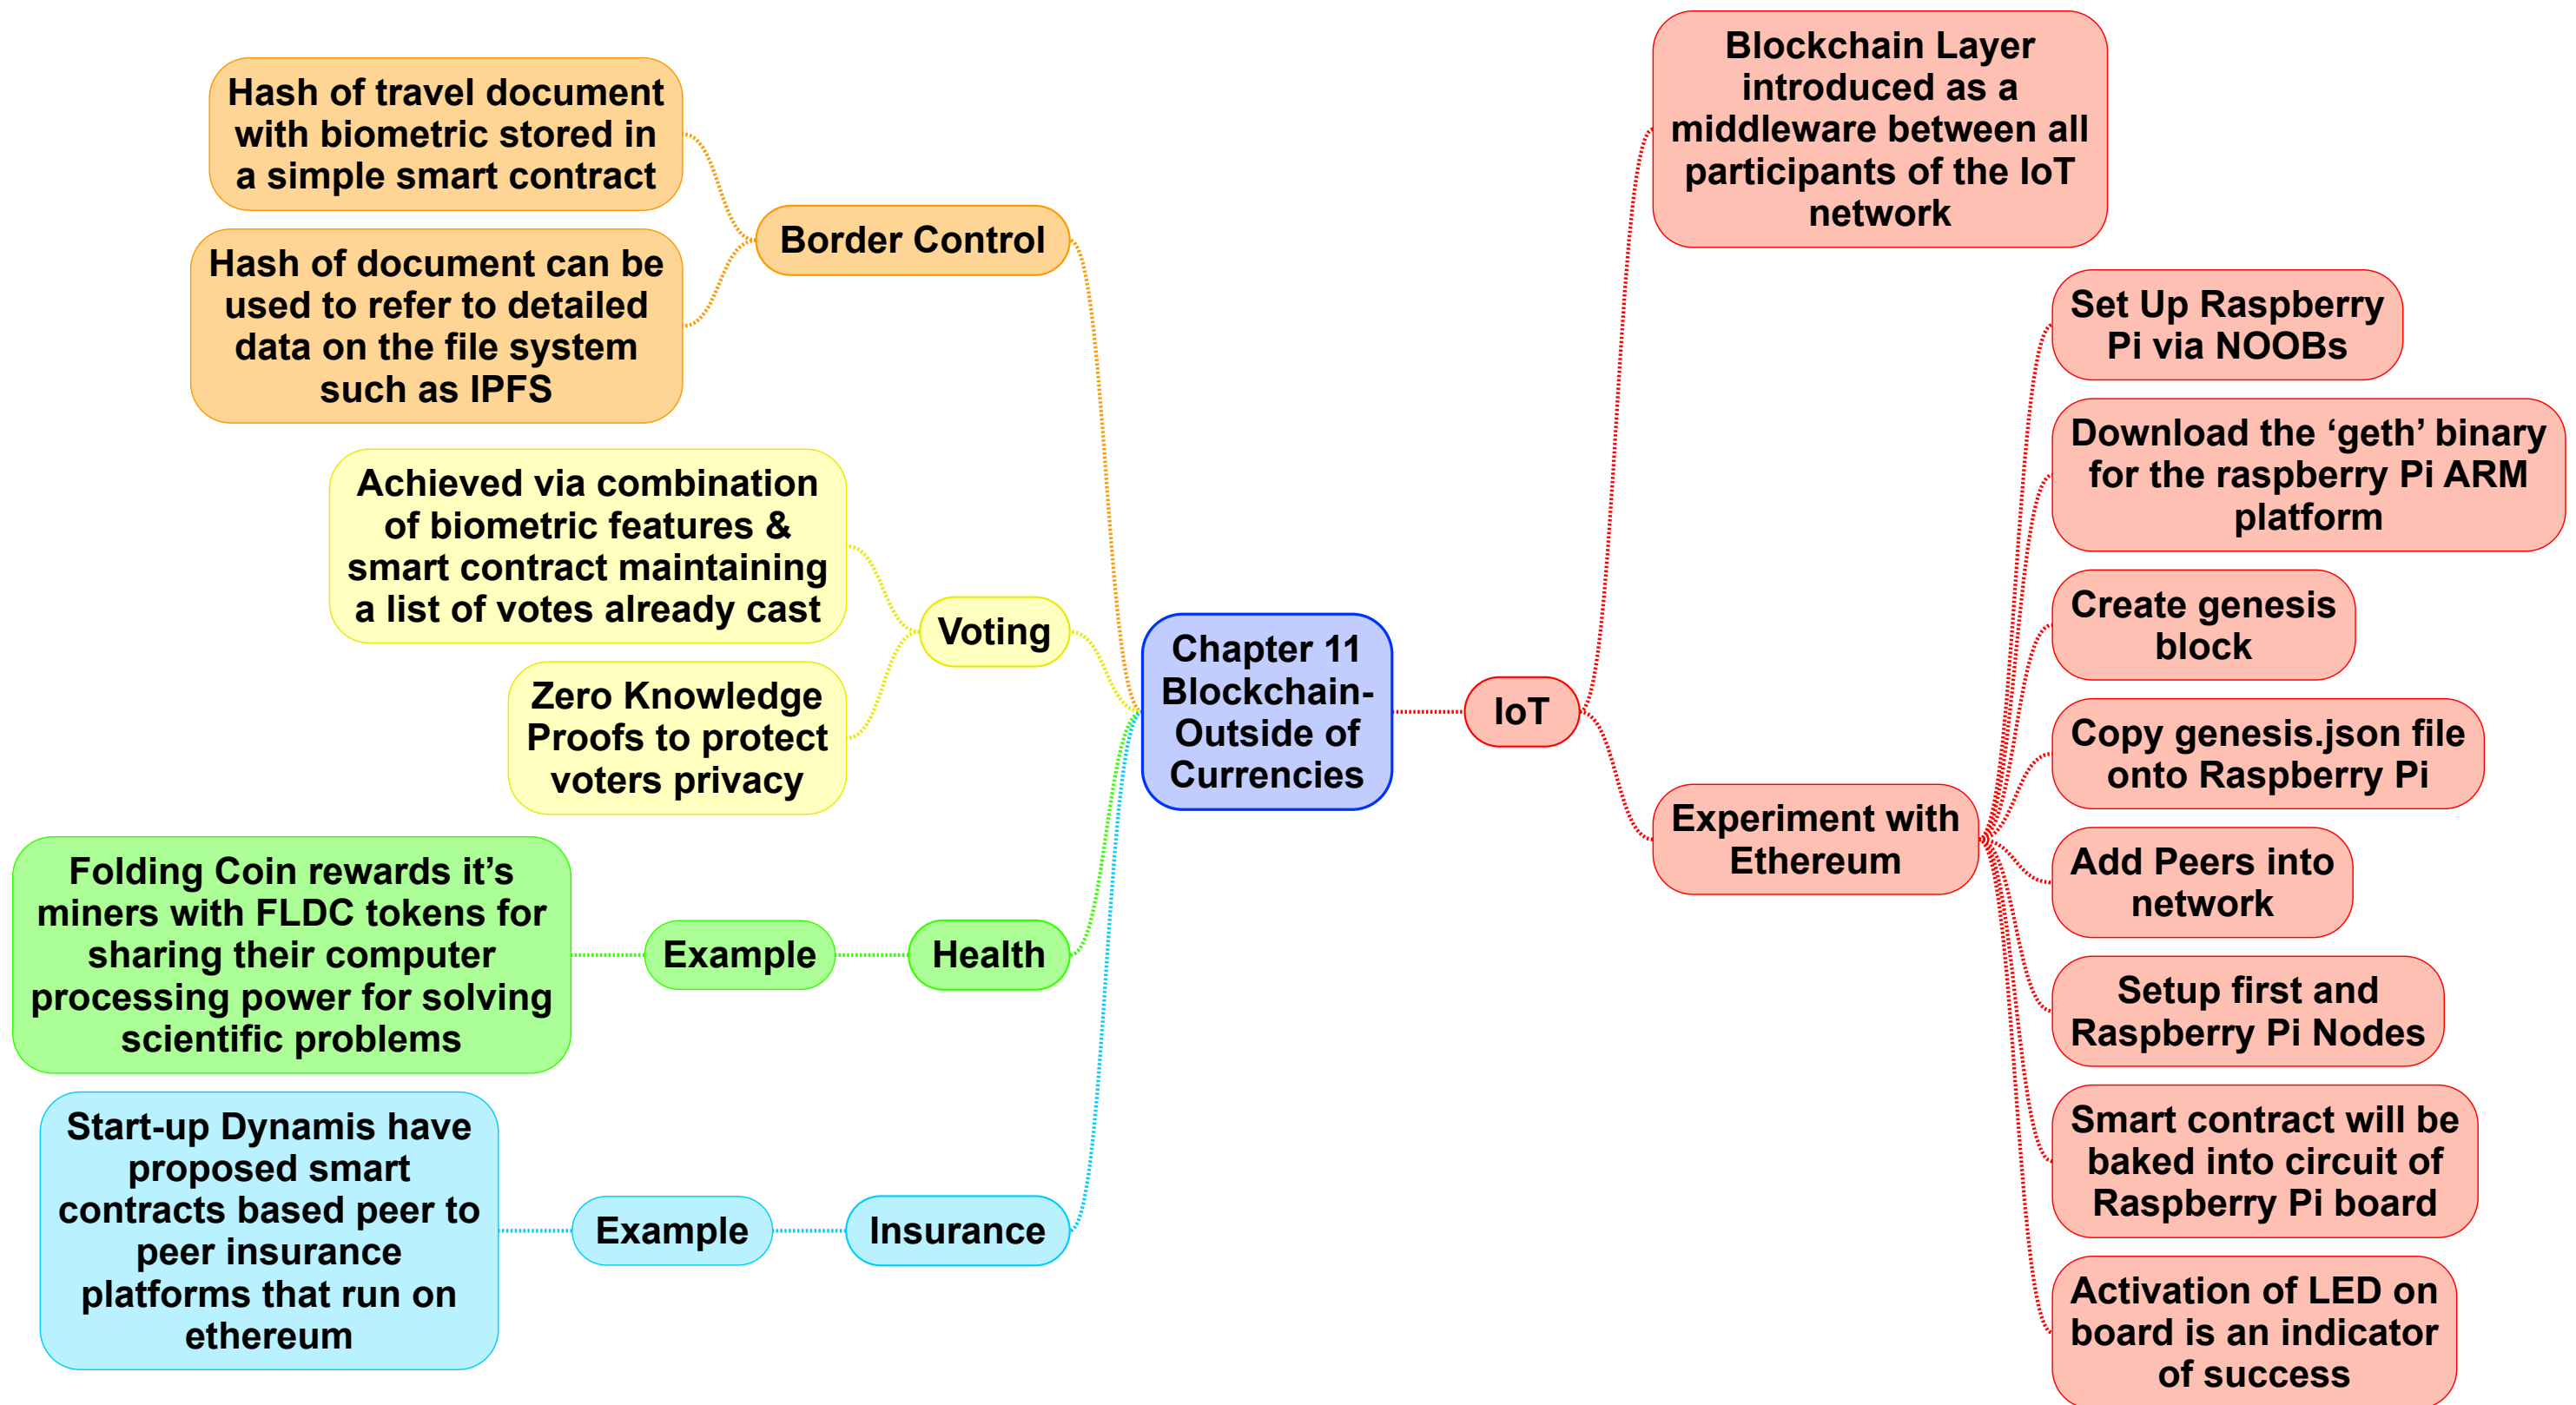 Chapter 11
Blockchain-
Outside of
Currencies
Border Control
Hash of travel document
with biometric stored in
a simple smart contract
Hash of document can be
used to refer to detailed
data on the file system
such as IPFS
Voting
Achieved via combination
of biometric features &
smart contract maintaining
a list of votes already cast
Zero Knowledge
Proofs to protect
voters privacy
Health
Example
Folding Coin rewards it’s
miners with FLDC tokens for
sharing their computer
processing power for solving
scientific problems
Insurance
Example
Start-up Dynamis have
proposed smart
contracts based peer to
peer insurance
platforms that run on
ethereum
IoT
Blockchain Layer
introduced as a
middleware between all
participants of the IoT
network
Experiment with
Ethereum
Set Up Raspberry
Pi via NOOBs
Download the ‘geth’ binary
for the raspberry Pi ARM
platform
Create genesis
block
Copy genesis.json file
onto Raspberry Pi
Add Peers into
network
Setup first and
Raspberry Pi Nodes
Smart contract will be
baked into circuit of
Raspberry Pi board
Activation of LED on
board is an indicator
of success